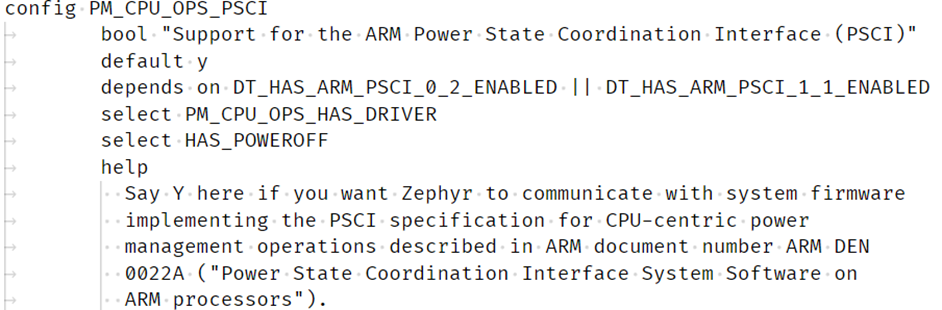 config PM_CPU_OPS_PSCI
bool "Support for the ARM Power State Coordination Interface (PSCI)"
default y
depends on DT_HAS_ARM_PSCI_0_2_ENABLED || DT_HAS_ARM_PSCI_1_1_ENABLED
select PM_CPU_OPS_HAS_DRIVER
select HAS_POWEROFF
help
Say Y here if you want Zephyr to communicate with system firmware
implementing the PSCI specification for CPU-centric power
management operations described in ARM document number ARM DEN
0022A ("Power State Coordination Interface System Software on
ARM processors").